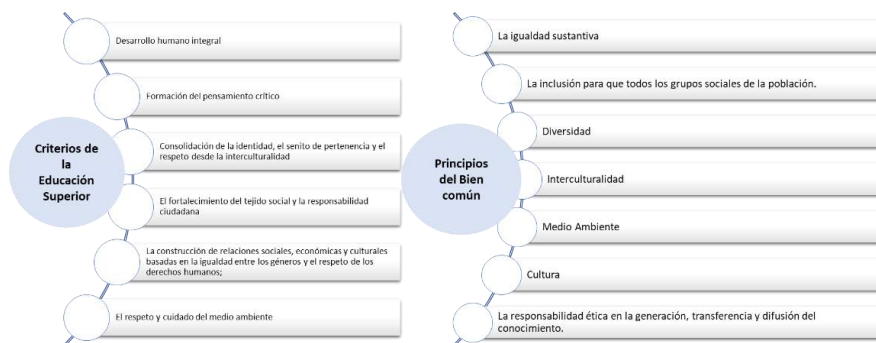 Criterios de
la
Educación
Superior
Desarrollo humano integral
Formación del pensamiento crítico
Consolidación de la identidad, el senito de pertenencia y el
respeto desde la interculturalidad
El fortalecimiento del tejido social y la responsabilidad
ciudadana
La construcción de relaciones sociales, económicas y culturales
basadas en la igualdad entre los géneros y el respeto de los
derechos humanos;
El respeto y cuidado del medio ambiente
Principios
del Bien
común
La igualdad sustantiva
La inclusión para que todos los grupos sociales de la población.
Diversidad
Interculturalidad
Medio Ambiente
Cultura
La responsabilidad ética en la generación, transferencia y difusión del
conocimiento.